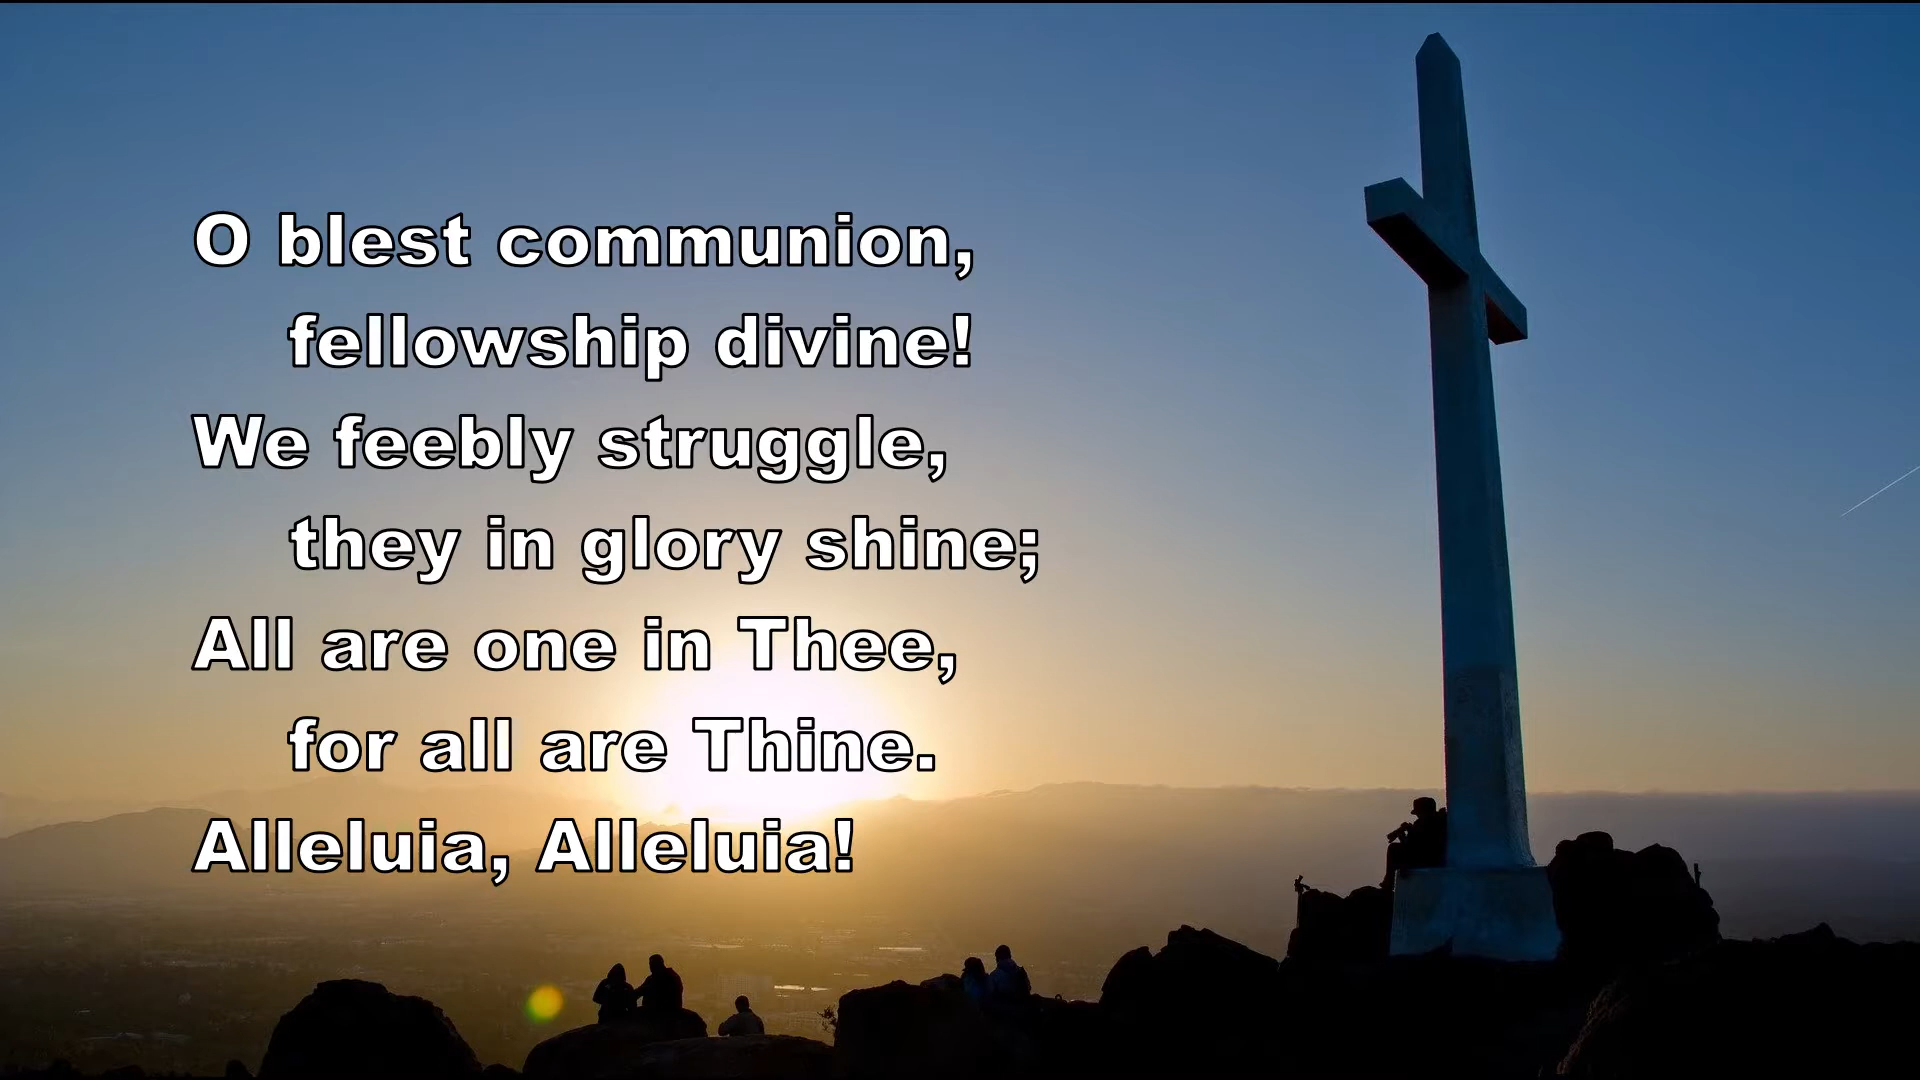 O blest communion,
fellowship divine!
We feebly struggle,
they in glory shine;
All are one in Thee,
for all are Thine.
Alleluia, Alleluia!